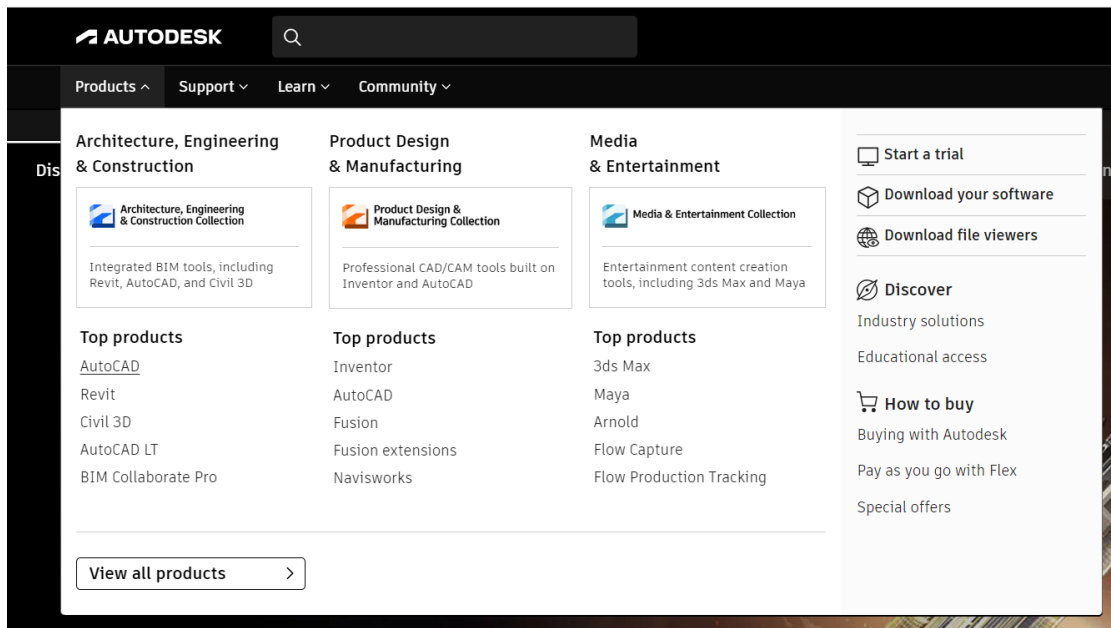 AUTODESK
Products
Support
Learn
Community
Dis
Architecture, Engineering
& Construction
Architecture, Engineering
& Construction Collection
Integrated BIM tools, including
Revit, AutoCAD, and Civil 3D
Top products
AutoCAD
Revit
Civil 3D
AutoCAD LT
BIM Collaborate Pro
Product Design
& Manufacturing
Product Design &
Manufacturing Collection
Professional CAD/CAM tools built on
Inventor and AutoCAD
Top products
Inventor
AutoCAD
Fusion
Fusion extensions
Navisworks
Media
& Entertainment
Media & Entertainment Collection
Entertainment content creation
tools, including 3ds Max and Maya
Top products
3ds Max
Maya
Arnold
Flow Capture
Flow Production Tracking
View all products
Start a trial
Download your software
Download file viewers
Discover
Industry solutions
Educational access
How to buy
Buying with Autodesk
Pay as you go with Flex
Special offers